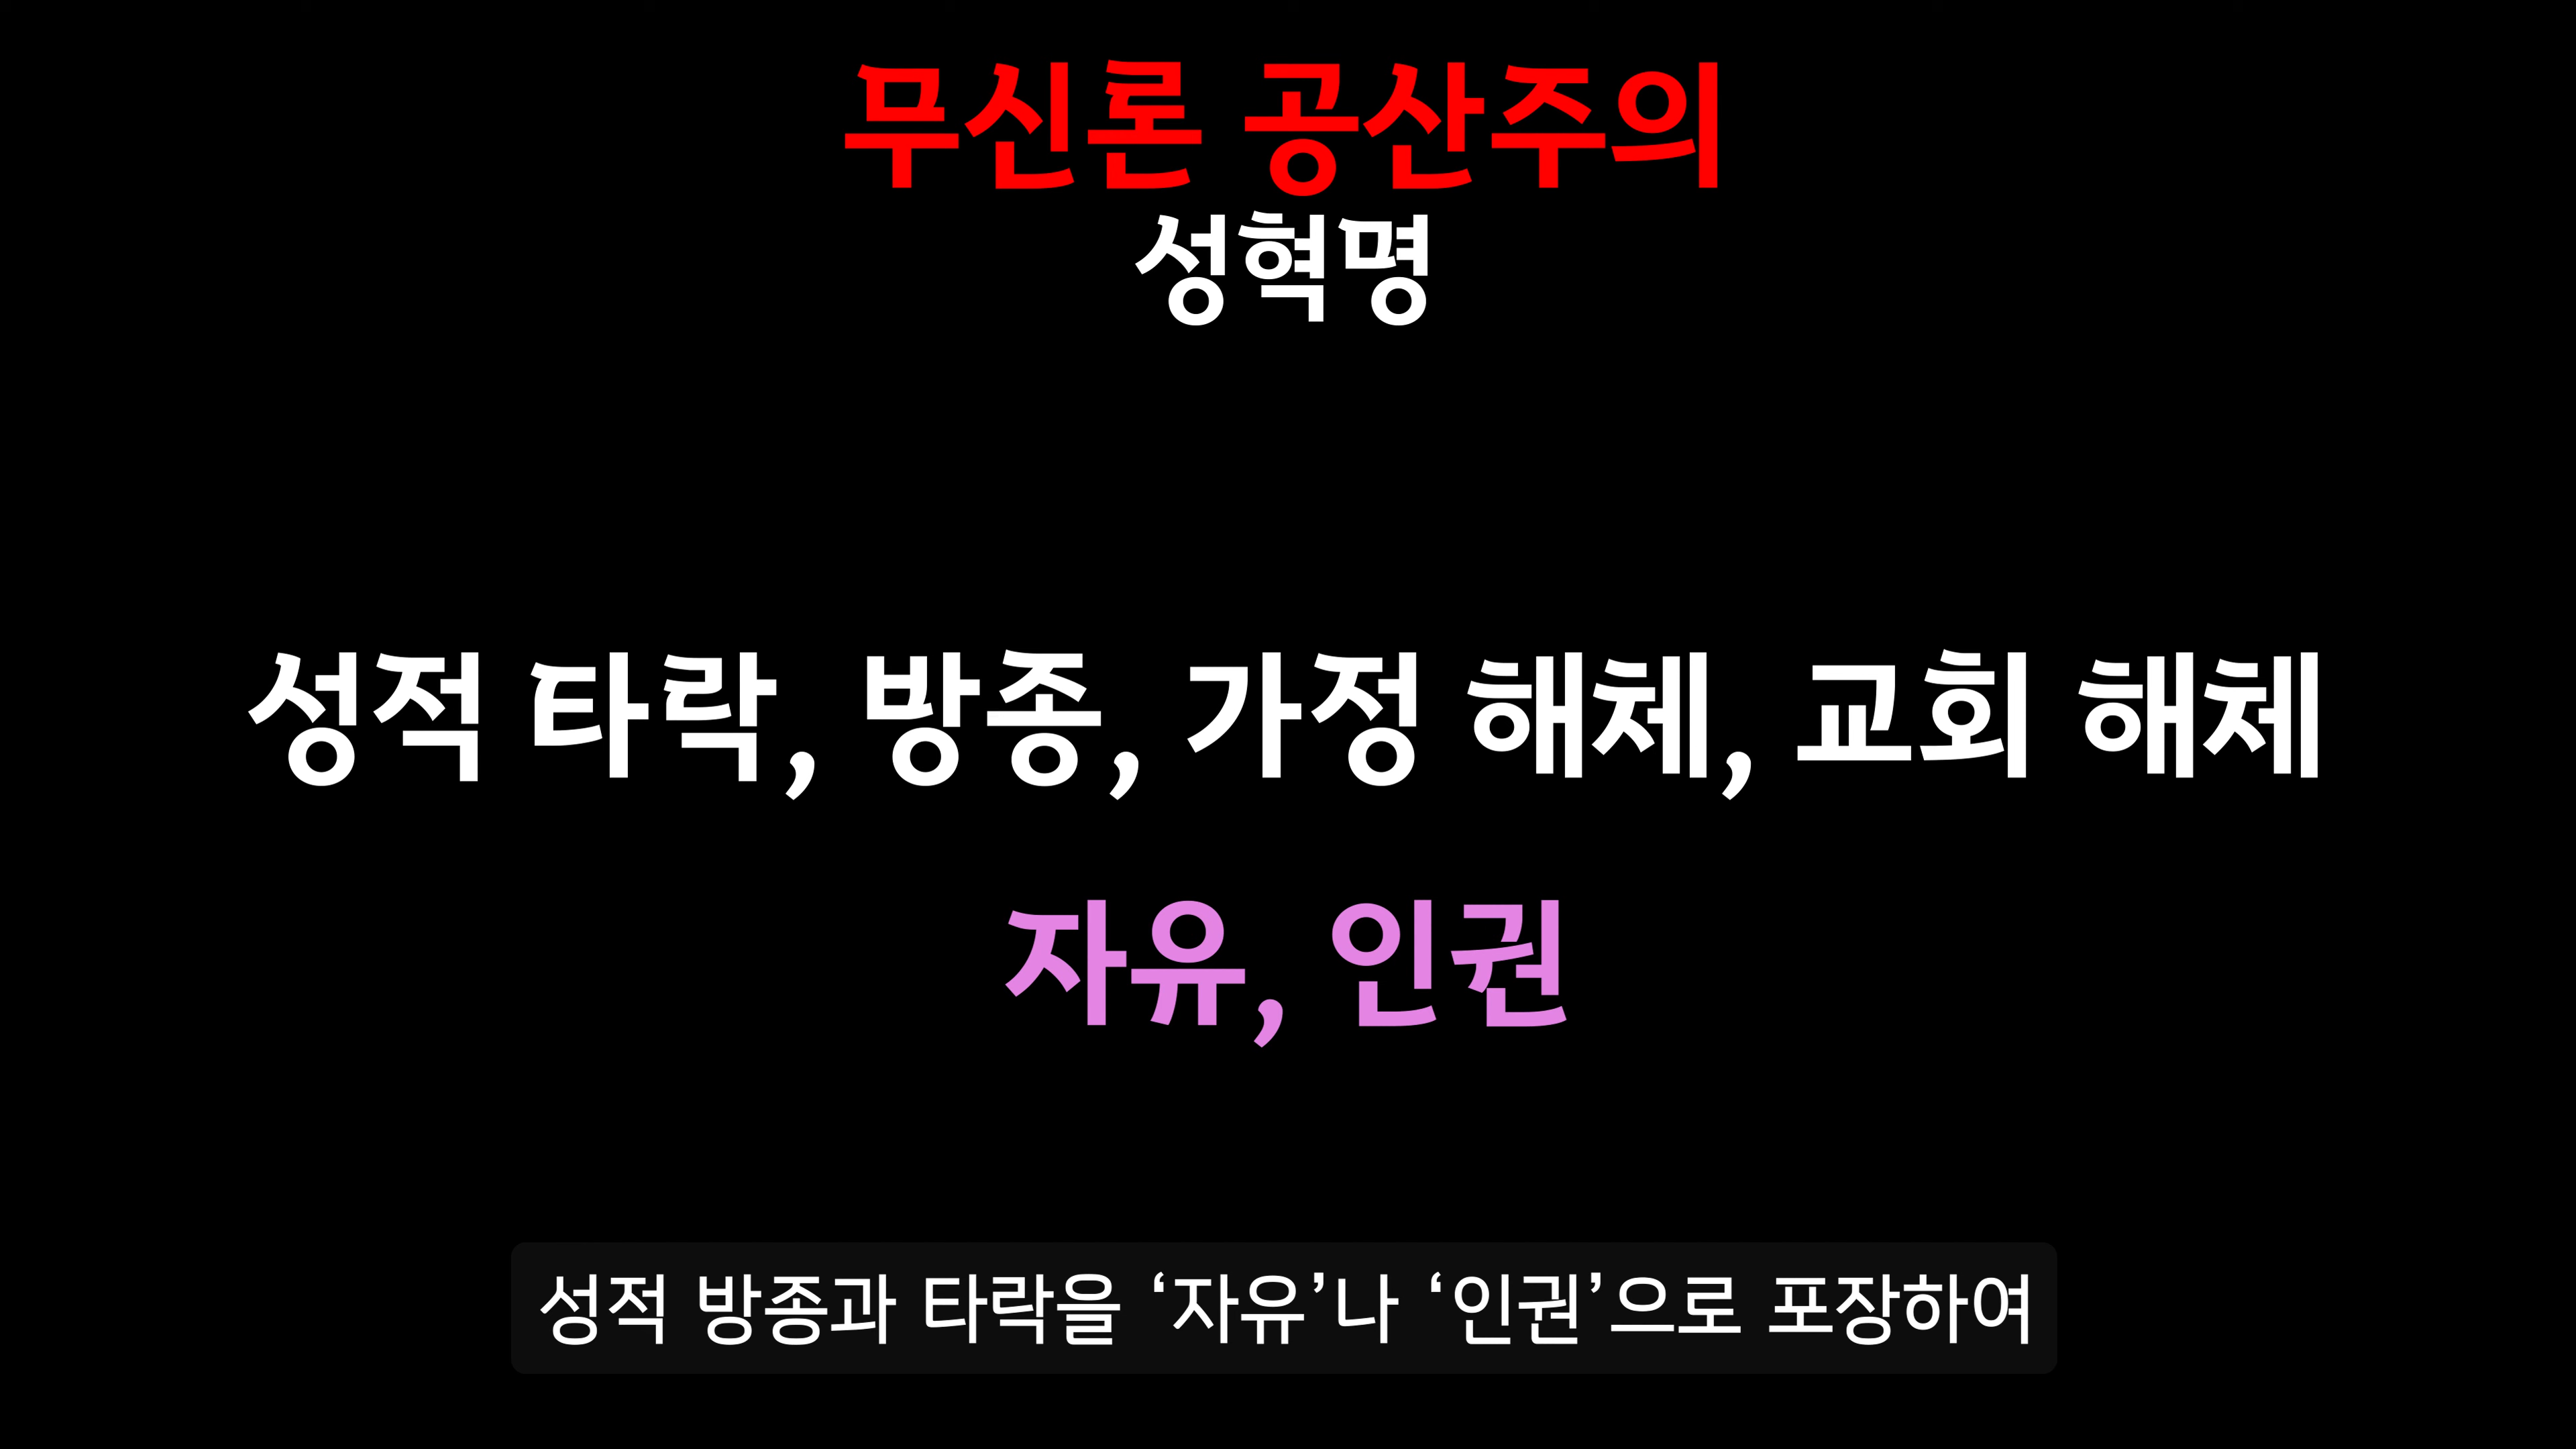 무신론 공산주의
성혁명
성적 타락, 방종, 가정 해체, 교회 해체
자유, 인권
성적 방종과 타락을 ‘자유’나 ‘인권’으로 포장하여